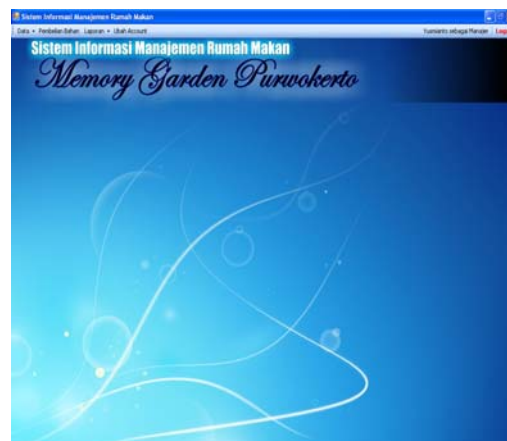 Sistem Informasi Manajemen Rumah Makan
Data Pembelian Bahan Laporan Ubah Account sebagai Manajer Log
Sistem Informasi Manajemen Rumah Makan
Memory Garden Purwokerto